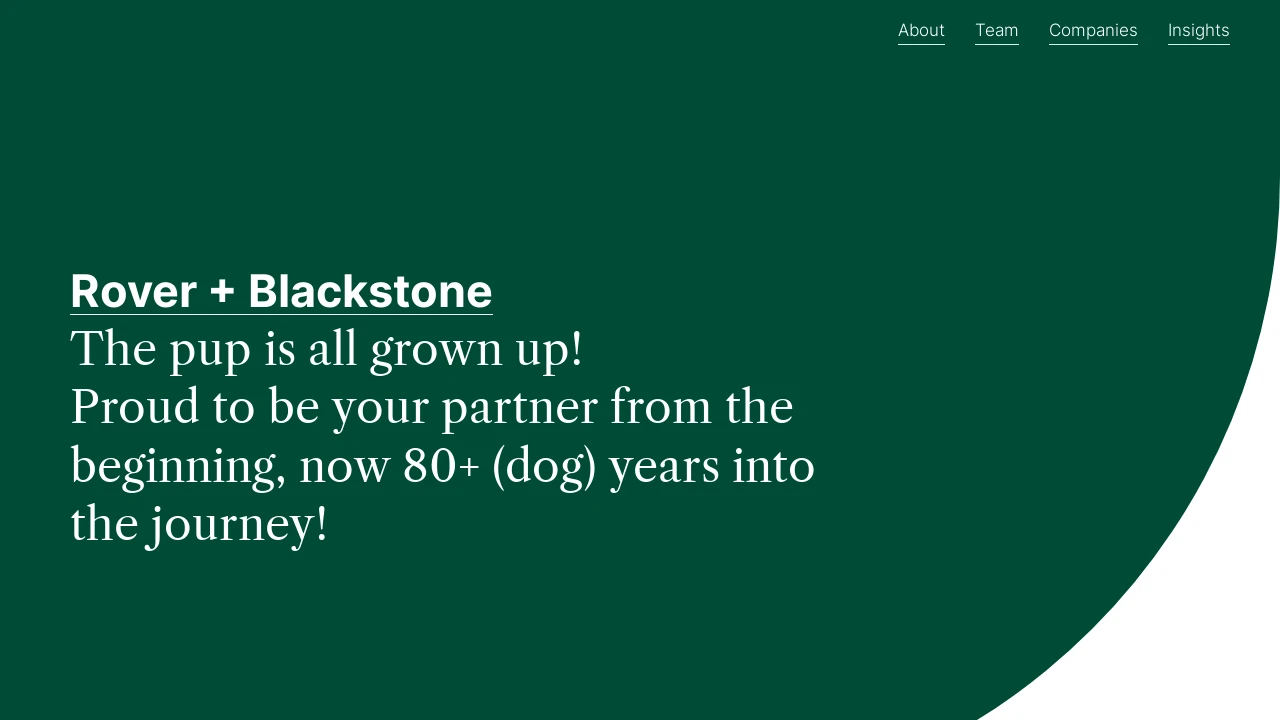 About Team Companies Insights
Rover + Blackstone
The pup is all grown up!
Proud to be your partner from the
beginning, now 80+ (dog) years into
the journey!